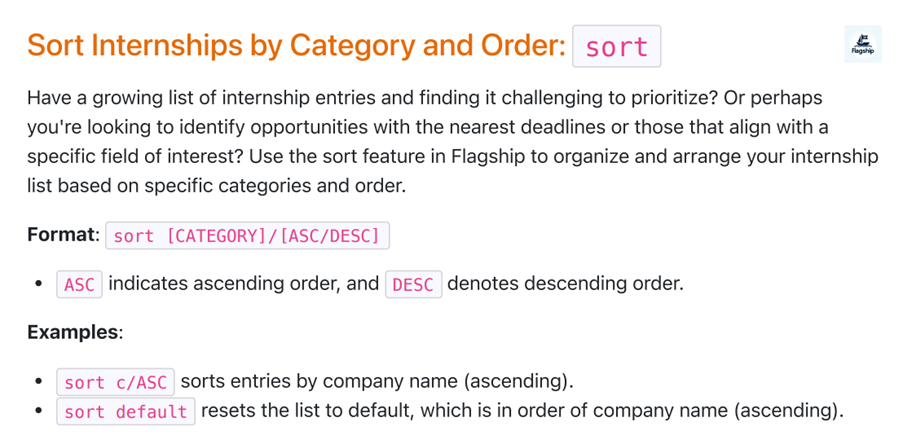 Sort Internships by Category and Order: sort
Flagship
Have a growing list of internship entries and finding it challenging to prioritize? Or perhaps
you're looking to identify opportunities with the nearest deadlines or those that align with a
specific field of interest? Use the sort feature in Flagship to organize and arrange your internship
list based on specific categories and order.
Format: sort [CATEGORY]/[ASC/DESC]
• ASC indicates ascending order, and DESC denotes descending order.
Examples:
• sort c/ASC sorts entries by company name (ascending).
• sort default resets the list to default, which is in order of company name (ascending).